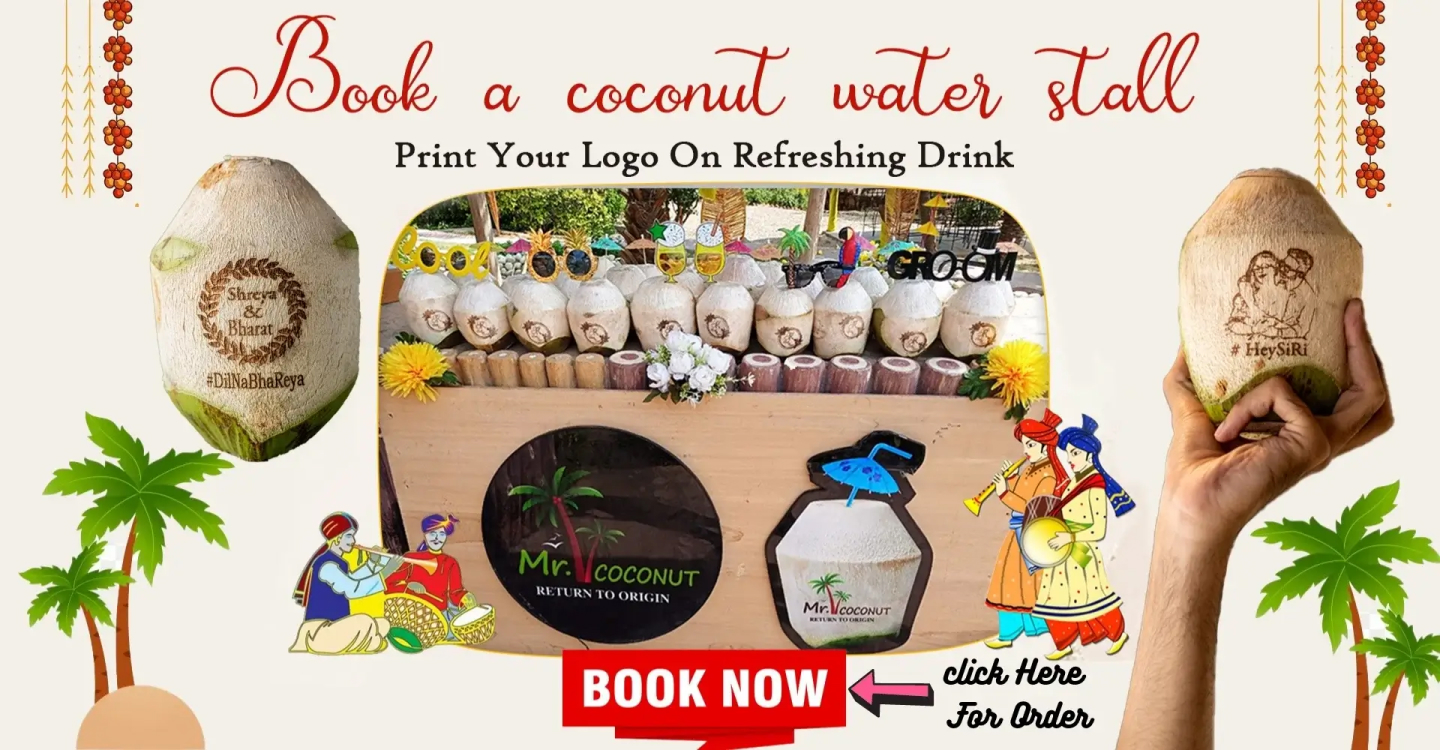 Book a coconut water stall
Print Your Logo On Refreshing Drink
Shreya
&
Bharat
#DilNaBhaReya
COOL
GROOM
# HeySiRi
Mr. COCONUT
RETURN TO ORIGIN
Mr. COCONUT
RETURN TO ORIGIN
BOOK NOW
click Here
For Order